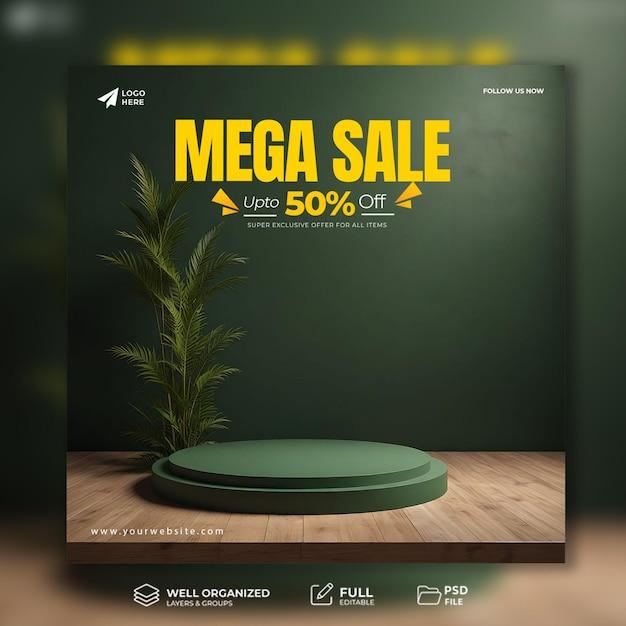 LOGO
HERE
FOLLOW US NOW
MEGA SALE
Upto 50% Off
SUPER EXCLUSIVE OFFER FOR ALL ITEMS
www.yourwebsite.com
WELL ORGANIZED
LAYERS & GROUPS
FULL
EDITABLE
PSD
FILE